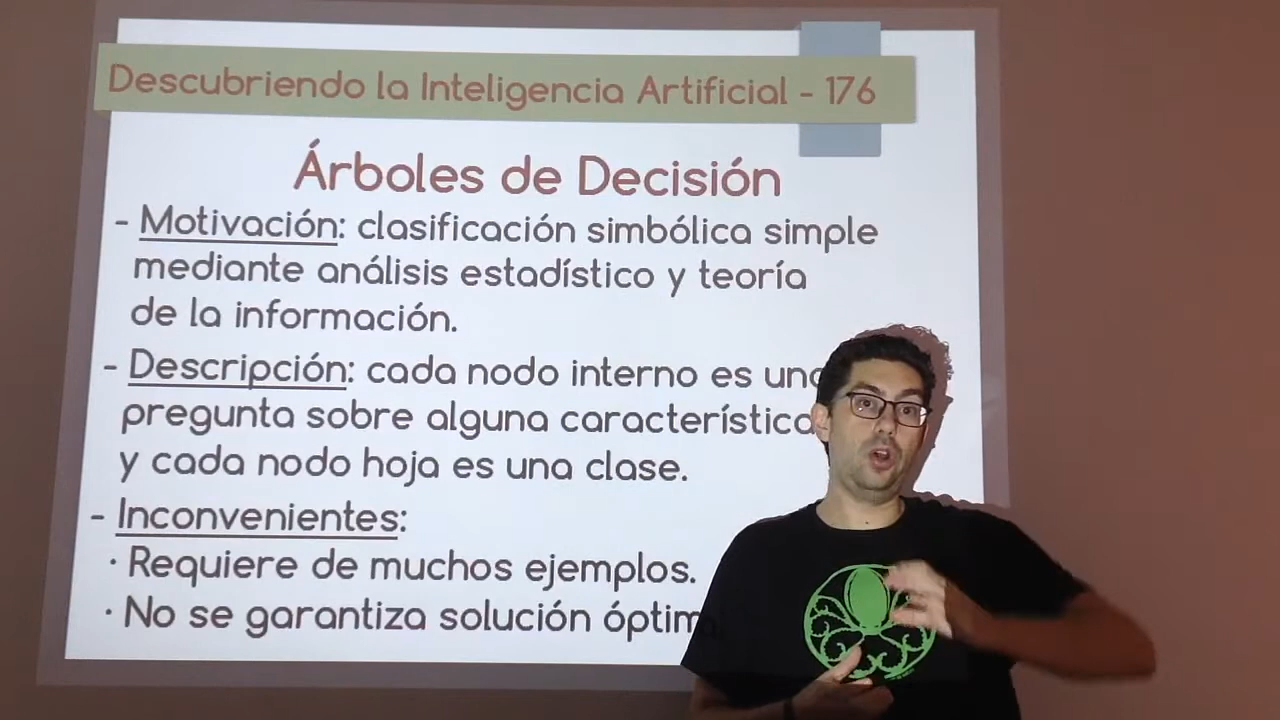 Descubriendo la Inteligencia Artificial - 176
Árboles de Decisión
- Motivación: clasificación simbólica simple
mediante análisis estadístico y teoría
de la información.
- Descripción: cada nodo interno es una
pregunta sobre alguna característica
y cada nodo hoja es una clase.
- Inconvenientes:
· Requiere de muchos ejemplos.
· No se garantiza solución óptima